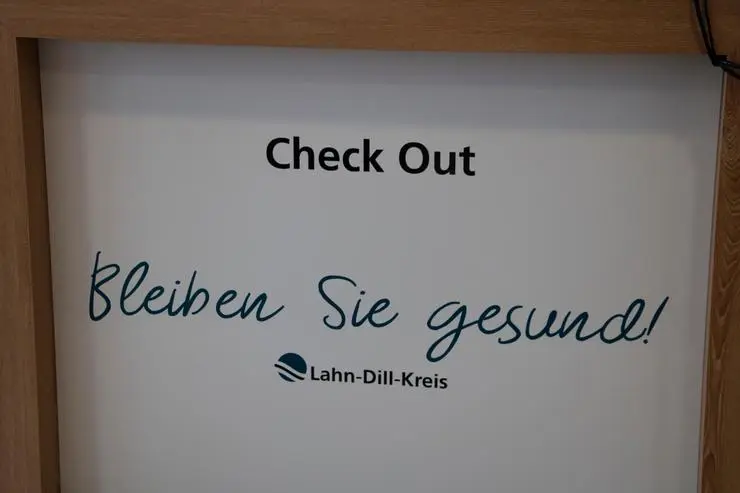 Check Out
Bleiben Sie gesund!
Lahn-Dill-Kreis